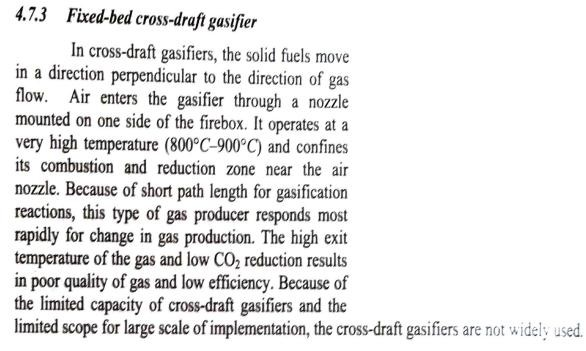 4.7.3 Fixed-bed cross-draft gasifier
In cross-draft gasifiers, the solid fuels move
in a direction perpendicular to the direction of gas
flow. Air enters the gasifier through a nozzle
mounted on one side of the firebox. It operates at a
very high temperature (800°C–900°C) and confines
its combustion and reduction zone near the air
nozzle. Because of short path length for gasification
reactions, this type of gas producer responds most
rapidly for change in gas production. The high exit
temperature of the gas and low CO₂ reduction results
in poor quality of gas and low efficiency. Because of
the limited capacity of cross-draft gasifiers and the
limited scope for large scale of implementation, the cross-draft gasifiers are not widely used.